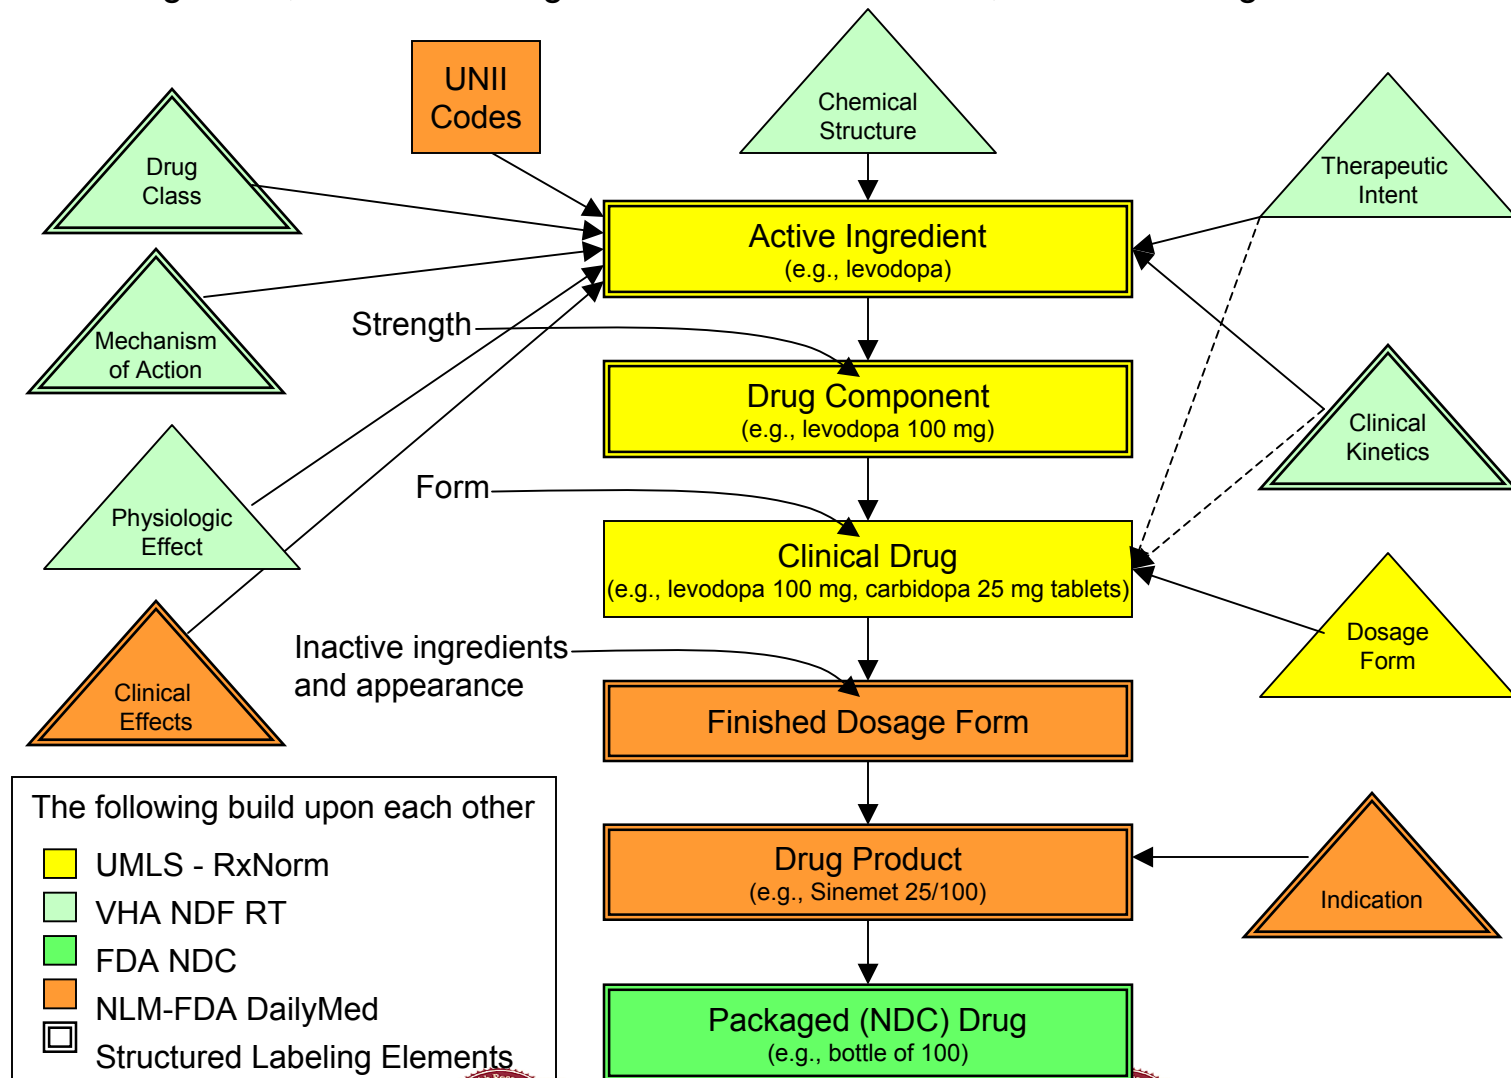 UNII
Codes
Chemical
Structure
Drug
Class
Therapeutic
Intent
Active Ingredient
(e.g., levodopa)
Mechanism
of Action
Strength
Drug Component
(e.g., levodopa 100 mg)
Clinical
Kinetics
Form
Physiologic
Effect
Clinical Drug
(e.g., levodopa 100 mg, carbidopa 25 mg tablets)
Dosage
Form
Inactive ingredients
and appearance
Clinical
Effects
Finished Dosage Form
The following build upon each other
UMLS - RxNorm
VHA NDF RT
FDA NDC
NLM-FDA DailyMed
Structured Labeling Elements
Drug Product
(e.g., Sinemet 25/100)
Indication
Packaged (NDC) Drug
(e.g., bottle of 100)